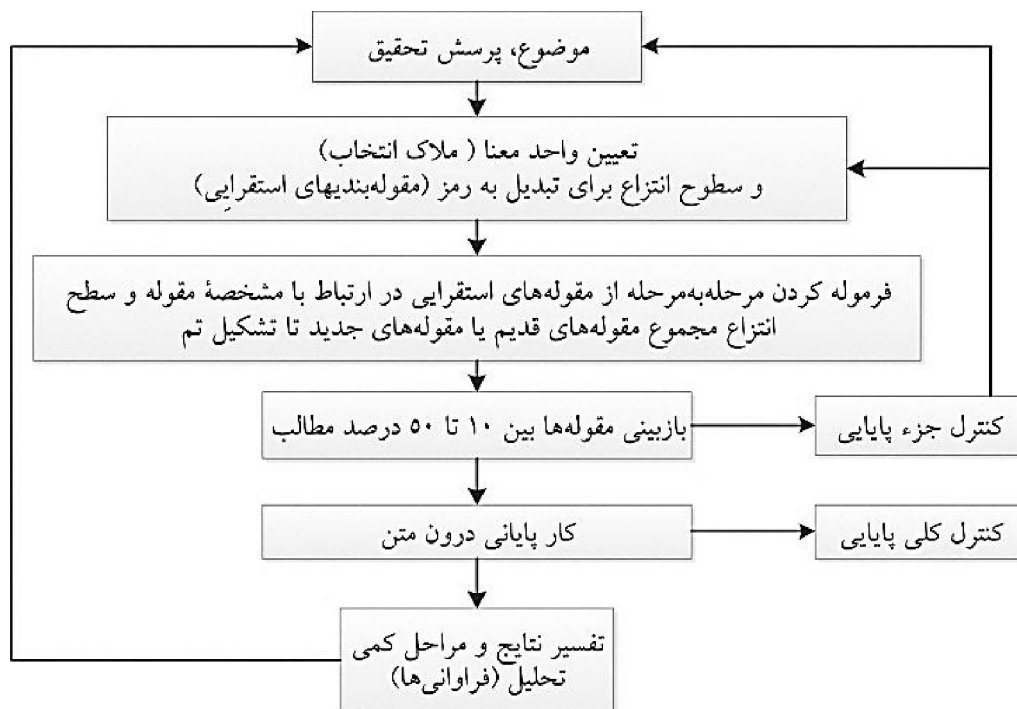 موضوع، پرسش تحقیق
تعیین واحد معنا ( ملاک انتخاب)
و سطوح انتزاع برای تبدیل به رمز (مقوله‌بندیهای استقرایِی)
فرموله کردن مرحله‌به‌مرحله از مقوله‌های استقرایی در ارتباط با مشخصهٔ مقوله و سطح
انتزاع مجموع مقوله‌های قدیم یا مقوله‌های جدید تا تشکیل تم
بازبینی مقوله‌ها بین ۱۰ تا ۵۰ درصد مطالب
کنترل جزء پایایی
کار پایانی درون متن
کنترل کلی پایایی
تفسیر نتایج و مراحل کمی
تحلیل (فراوانی‌ها)